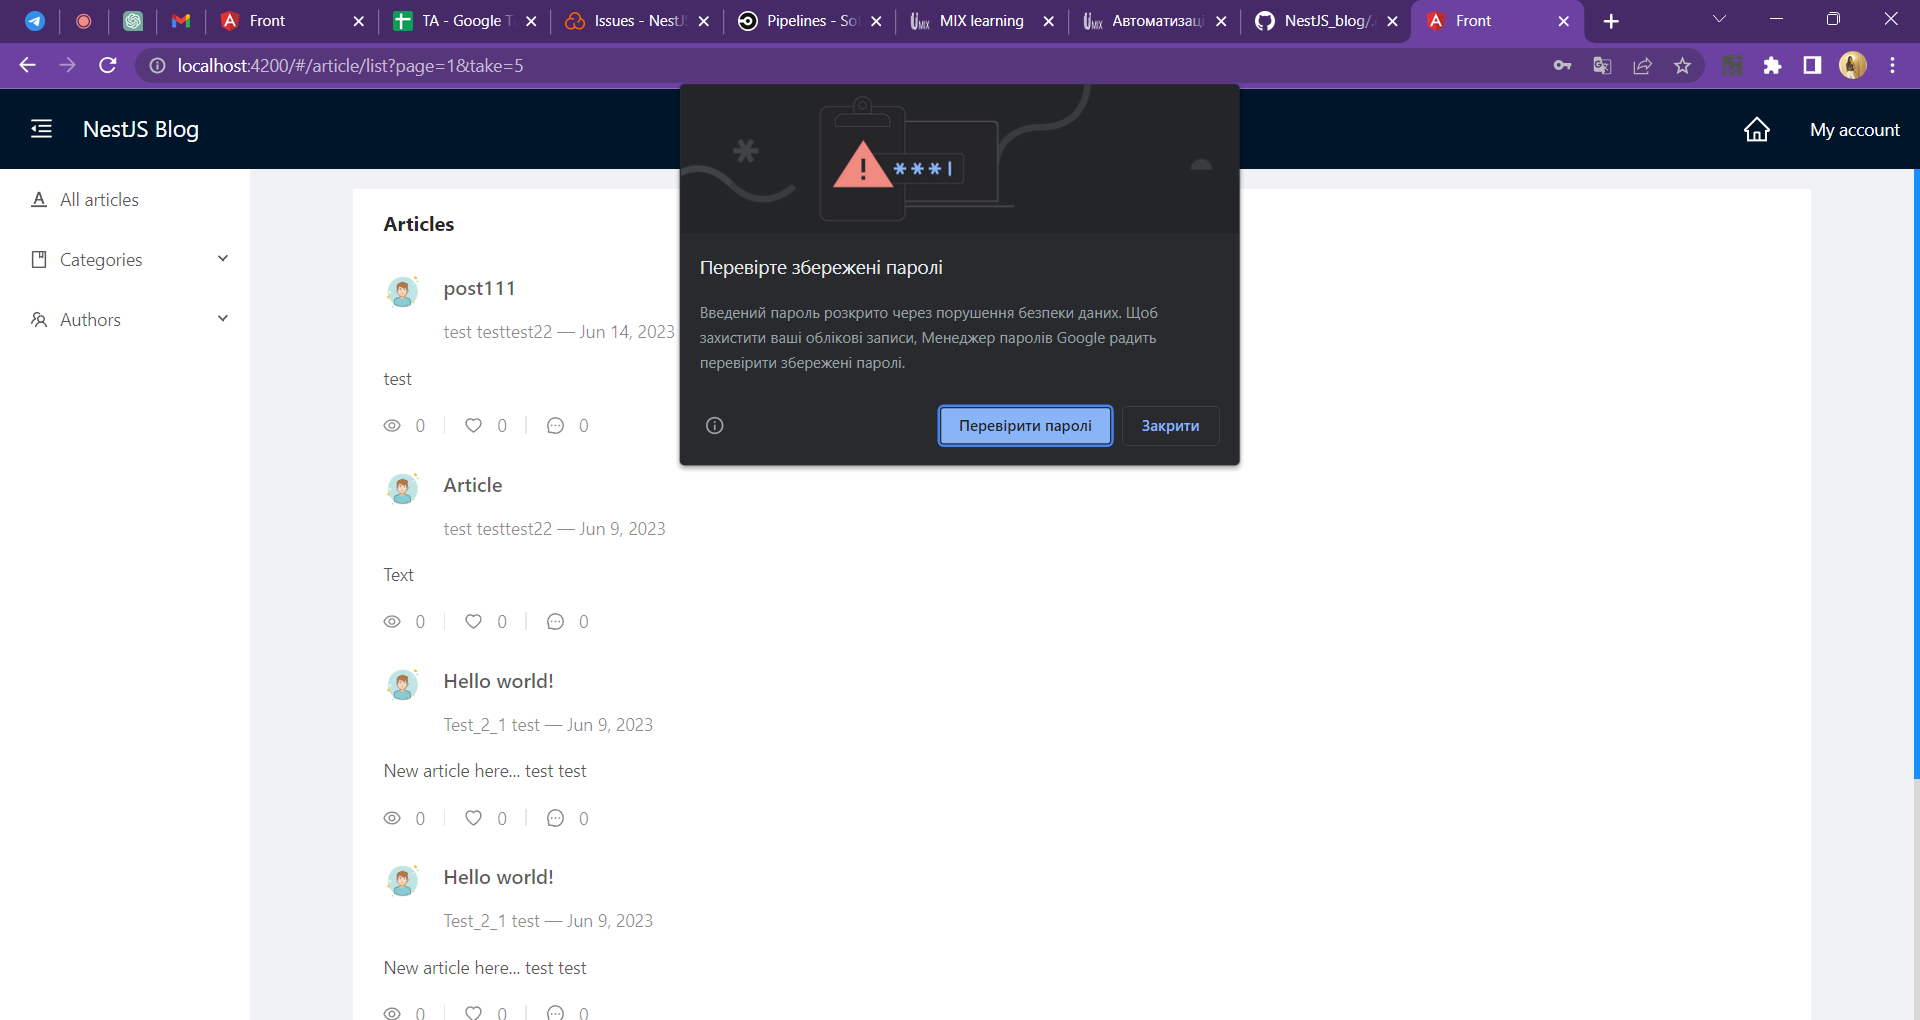 Front
TA - Google T
Issues - NestJS
Pipelines - So
MIX learning
Автоматизаці
NestJS_blog/.
Front
localhost:4200/#/article/list?page=1&take=5
NestJS Blog
My account
All articles
Categories
Authors
Articles
post111
test testtest22 — Jun 14, 2023
test
0 0 0
Article
test testtest22 — Jun 9, 2023
Text
0 0 0
Hello world!
Test_2_1 test — Jun 9, 2023
New article here... test test
0 0 0
Hello world!
Test_2_1 test — Jun 9, 2023
New article here... test test
0 0 0
***
Перевірте збережені паролі
Введений пароль розкрито через порушення безпеки даних. Щоб
захистити ваші облікові записи, Менеджер паролів Google радить
перевірити збережені паролі.
Перевірити паролі
Закрити